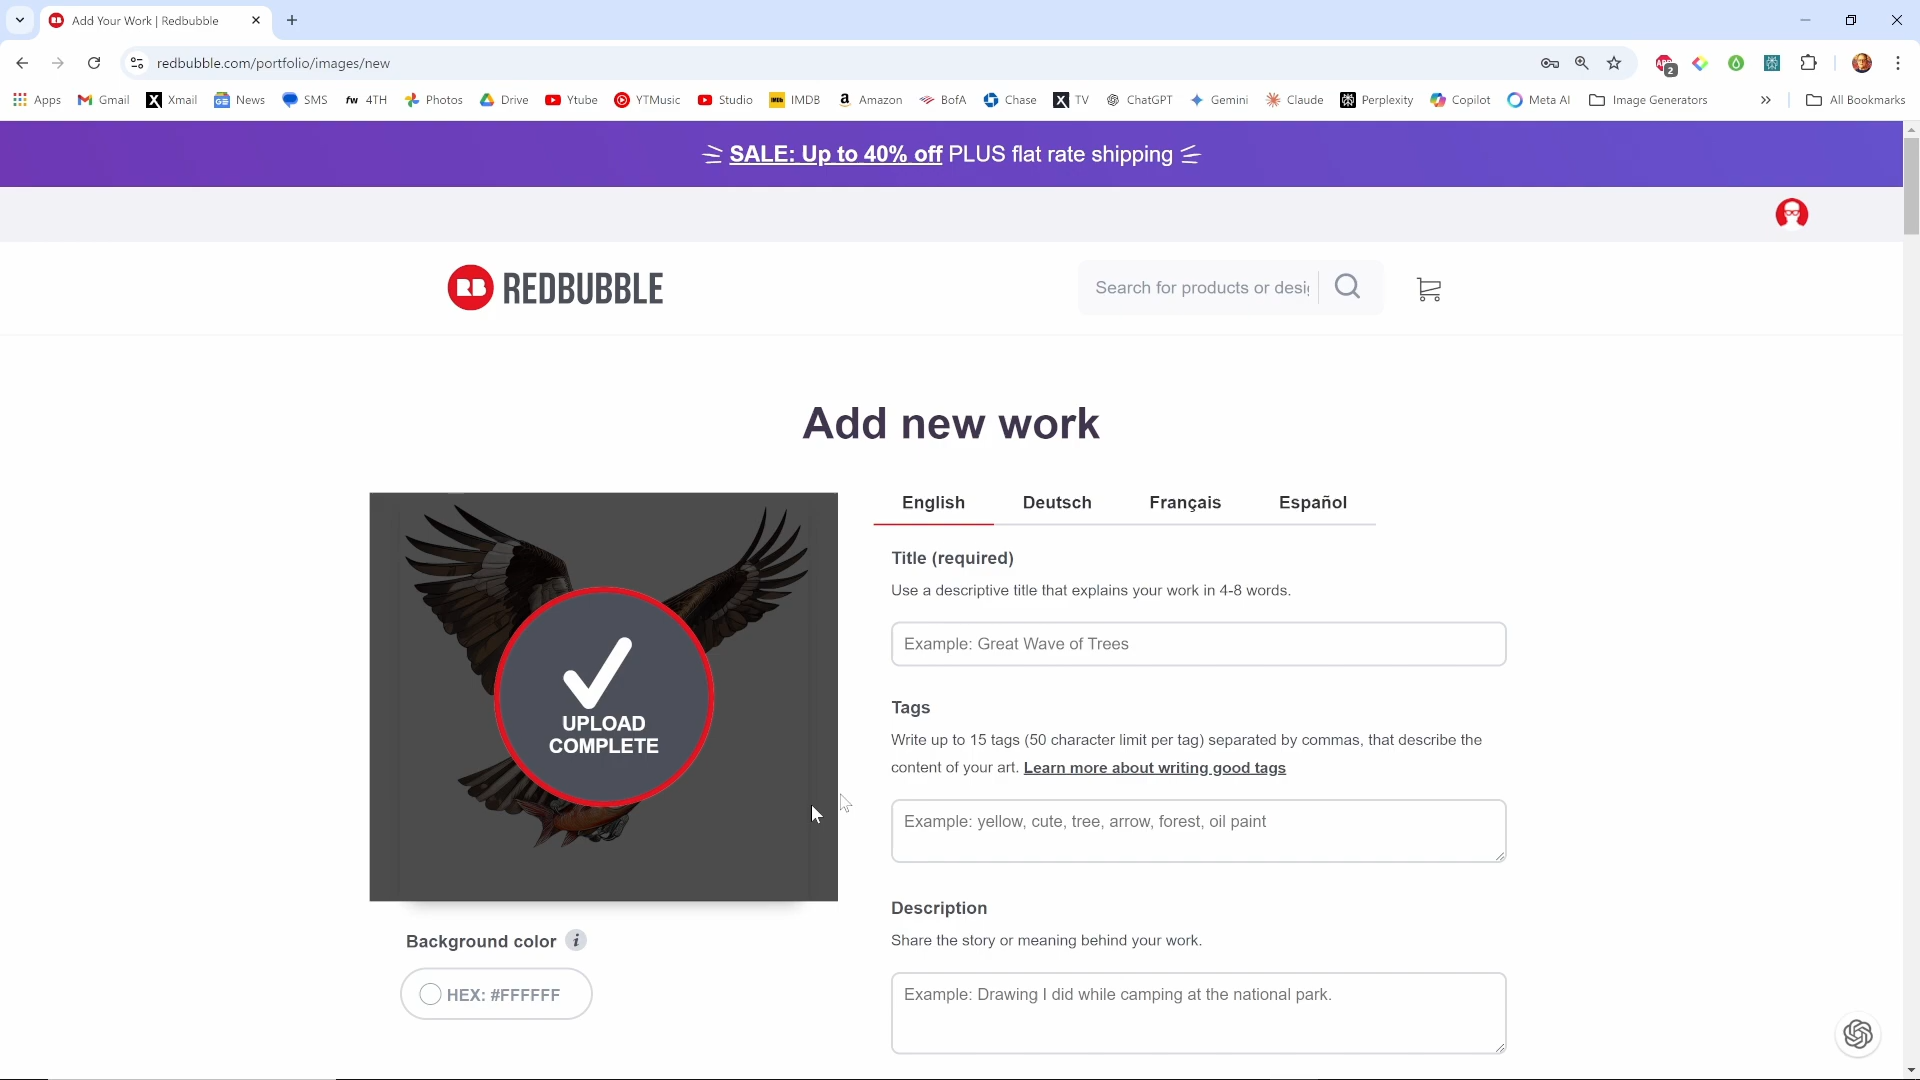 Add Your Work | Redbubble
redbubble.com/portfolio/images/new
ABP 2
Apps Gmail Xmail News SMS fw 4TH Photos Drive Ytube YTMusic Studio IMDB Amazon BofA Chase TV ChatGPT Gemini Claude Perplexity Copilot Meta AI Image Generators » All Bookmarks
SALE: Up to 40% off PLUS flat rate shipping
RB REDBUBBLE
Search for products or desi
Add new work
English Deutsch Français Español
Title (required)
Use a descriptive title that explains your work in 4-8 words.
Example: Great Wave of Trees
Tags
Write up to 15 tags (50 character limit per tag) separated by commas, that describe the
content of your art. Learn more about writing good tags
Example: yellow, cute, tree, arrow, forest, oil paint
UPLOAD
COMPLETE
Description
Share the story or meaning behind your work.
Example: Drawing I did while camping at the national park.
Background color i
HEX: #FFFFFF